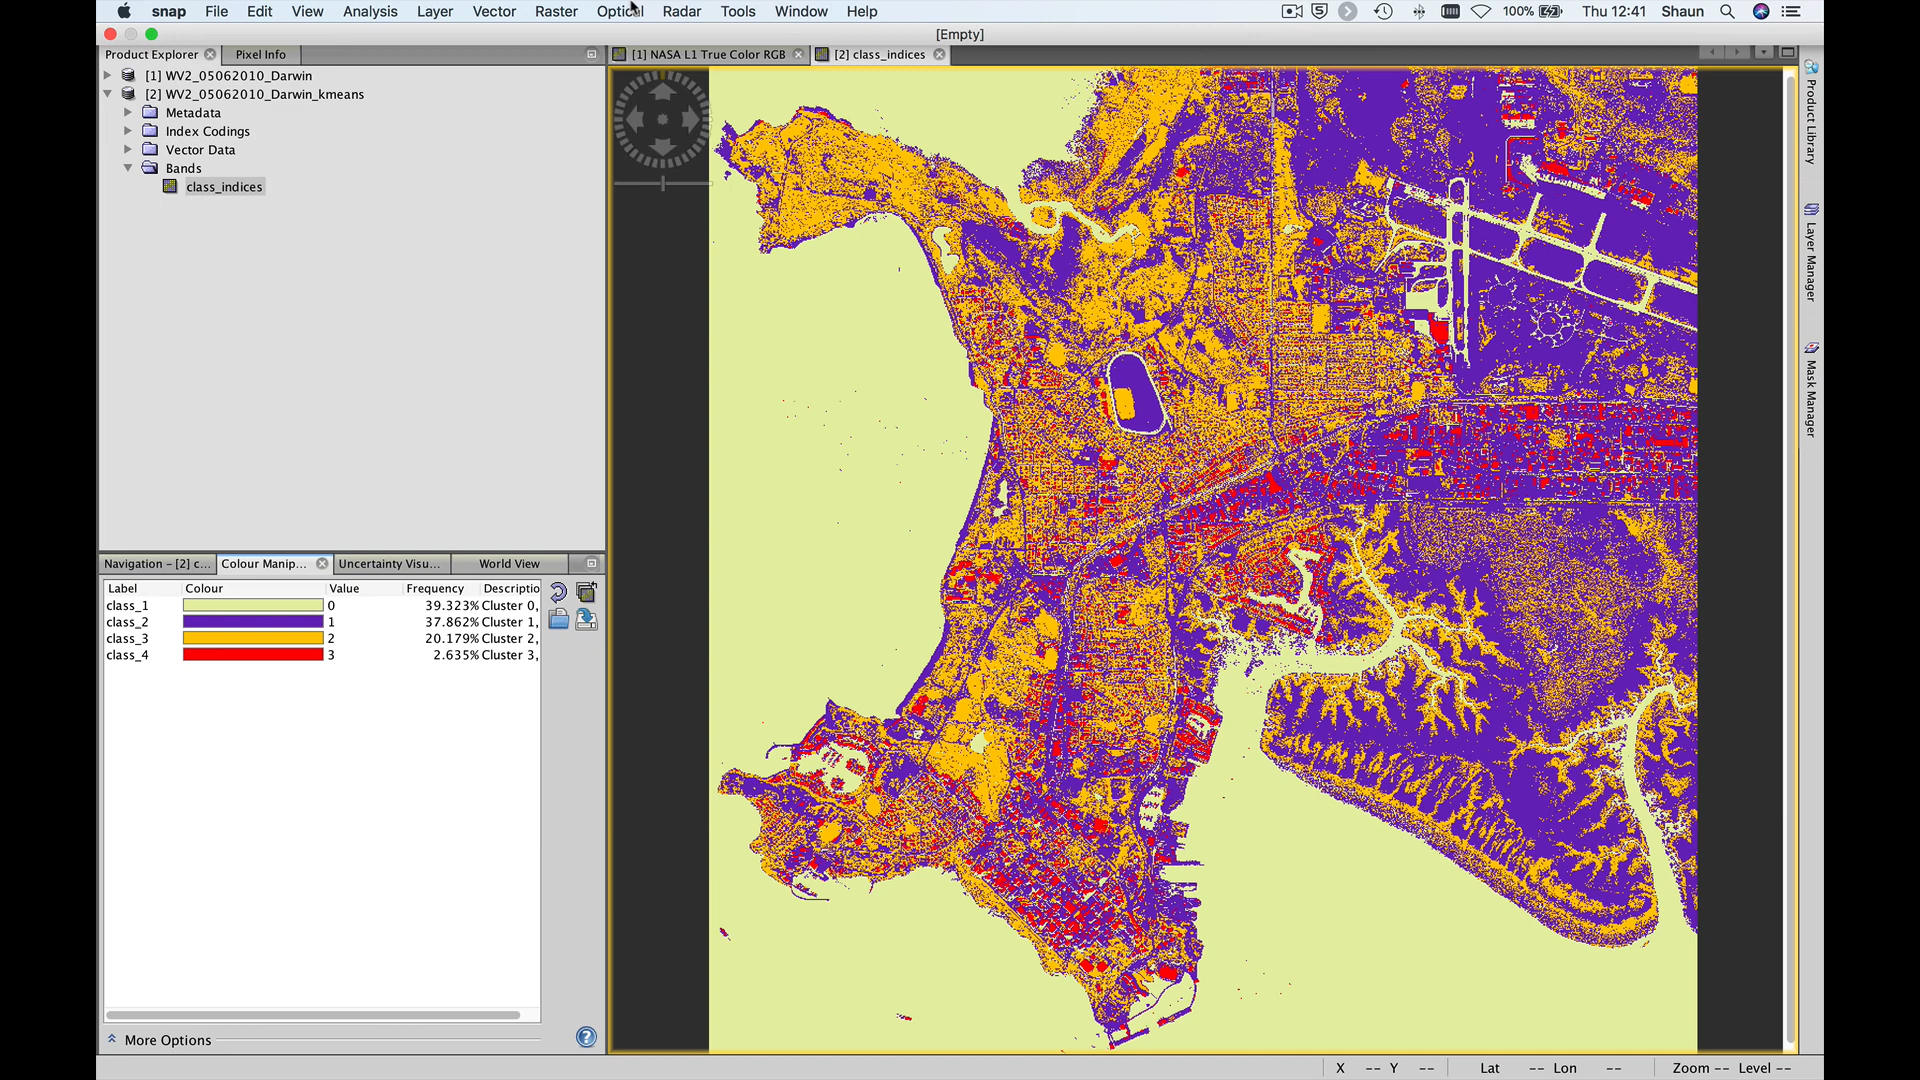 snap File Edit View Analysis Layer Vector Raster Optical Radar Tools Window Help 100% Thu 12:41 Shaun
[Empty]
Product Explorer Pixel Info [1] NASA L1 True Color RGB [2] class_indices
[1] WV2_05062010_Darwin
[2] WV2_05062010_Darwin_kmeans
Metadata
Index Codings
Vector Data
Bands
class_indices
Product Library
Layer Manager
Mask Manager
Navigation - [2] c... Colour Manip... Uncertainty Visu... World View
Label Colour Value Frequency Descriptio
class_1 0 39.323% Cluster 0,
class_2 1 37.862% Cluster 1,
class_3 2 20.179% Cluster 2,
class_4 3 2.635% Cluster 3,
More Options
X -- Y -- Lat -- Lon -- Zoom -- Level --